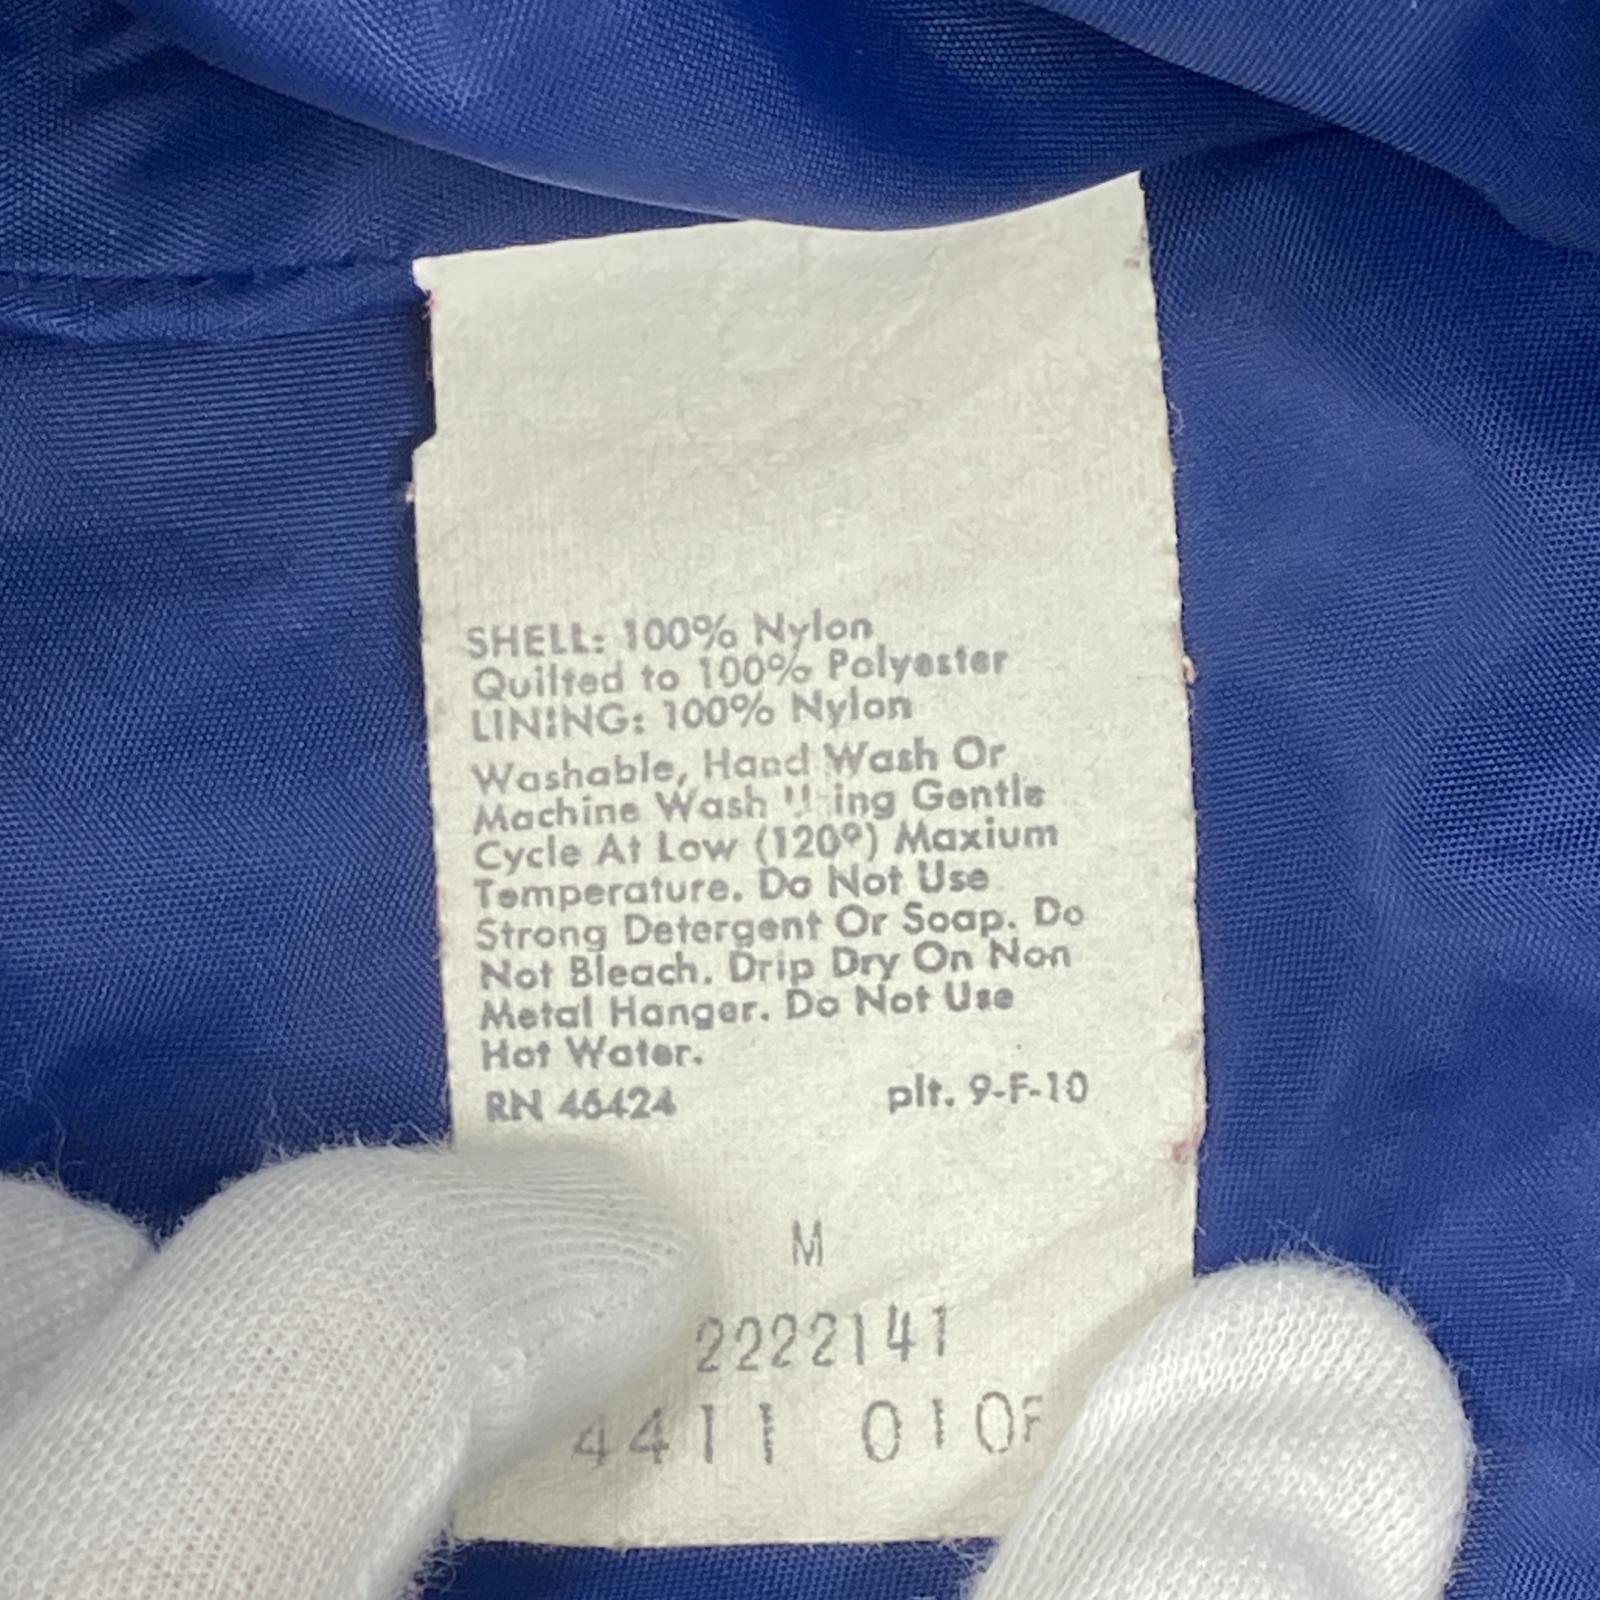 SHELL: 100% Nylon
Quilted to 100% Polyester
LINING: 100% Nylon
Washable, Hand Wash Or
Machine Wash Gentle
Cycle At Low (120º) Maxium
Temperature. Do Not Use
Strong Detergent Or Soap. Do
Not Bleach. Drip Dry On Non
Metal Hanger. Do Not Use
Hot Water.
RN 46424 plt. 9-F-10
M
2222141
4411 010F